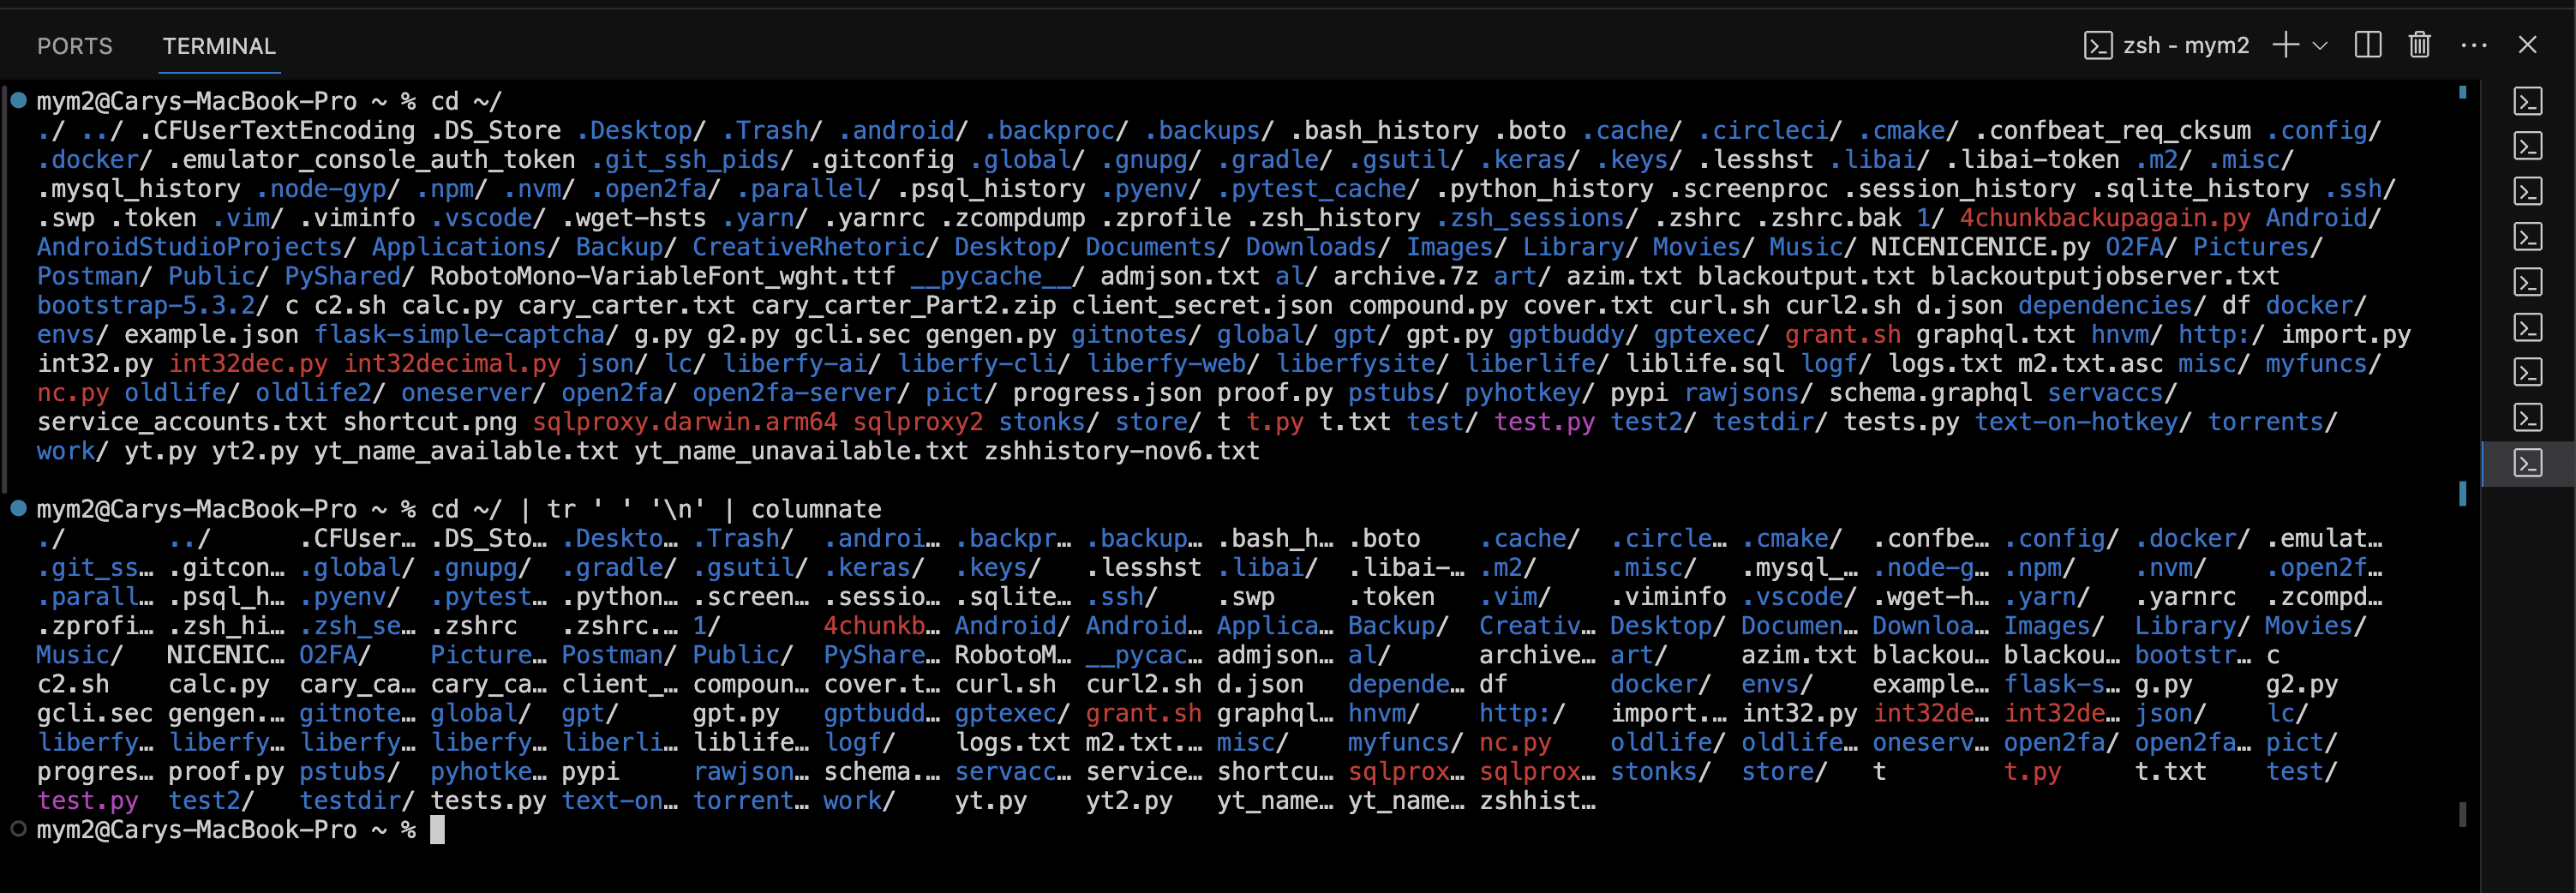 PORTS TERMINAL zsh - mym2
mym2@Carys-MacBook-Pro ~ % cd ~/
./ ../ .CFUserTextEncoding .DS_Store .Desktop/ .Trash/ .android/ .backproc/ .backups/ .bash_history .boto .cache/ .circleci/ .cmake/ .confbeat_req_cksum .config/
.docker/ .emulator_console_auth_token .git_ssh_pids/ .gitconfig .global/ .gnupg/ .gradle/ .gsutil/ .keras/ .keys/ .lesshst .libai/ .libai-token .m2/ .misc/
.mysql_history .node-gyp/ .npm/ .nvm/ .open2fa/ .parallel/ .psql_history .pyenv/ .pytest_cache/ .python_history .screenproc .session_history .sqlite_history .ssh/
.swp .token .vim/ .viminfo .vscode/ .wget-hsts .yarn/ .yarnrc .zcompdump .zprofile .zsh_history .zsh_sessions/ .zshrc .zshrc.bak 1/ 4chunkbackupagain.py Android/
AndroidStudioProjects/ Applications/ Backup/ CreativeRhetoric/ Desktop/ Documents/ Downloads/ Images/ Library/ Movies/ Music/ NICENICENICE.py O2FA/ Pictures/
Postman/ Public/ PyShared/ RobotoMono-VariableFont_wght.ttf __pycache__/ admjson.txt al/ archive.7z art/ azim.txt blackoutput.txt blackoutputjobserver.txt
bootstrap-5.3.2/ c c2.sh calc.py cary_carter.txt cary_carter_Part2.zip client_secret.json compound.py cover.txt curl.sh curl2.sh d.json dependencies/ df docker/
envs/ example.json flask-simple-captcha/ g.py g2.py gcli.sec gengen.py gitnotes/ global/ gpt/ gpt.py gptbuddy/ gptexec/ grant.sh graphql.txt hnvm/ http:/ import.py
int32.py int32dec.py int32decimal.py json/ lc/ liberfy-ai/ liberfy-cli/ liberfy-web/ liberfysite/ liberlife/ liblife.sql logf/ logs.txt m2.txt.asc misc/ myfuncs/
nc.py oldlife/ oldlife2/ oneserver/ open2fa/ open2fa-server/ pict/ progress.json proof.py pstubs/ pyhotkey/ pypi rawjsons/ schema.graphql servaccs/
service_accounts.txt shortcut.png sqlproxy.darwin.arm64 sqlproxy2 stonks/ store/ t t.py t.txt test/ test.py test2/ testdir/ tests.py text-on-hotkey/ torrents/
work/ yt.py yt2.py yt_name_available.txt yt_name_unavailable.txt zshhistory-nov6.txt
mym2@Carys-MacBook-Pro ~ % cd ~/ | tr ' ' '\n' | columnate
./ ../ .CFUser… .DS_Sto… .Deskto… .Trash/ .androi… .backpr… .backup… .bash_h… .boto .cache/ .circle… .cmake/ .confbe… .config/ .docker/ .emulat…
.git_ss… .gitcon… .global/ .gnupg/ .gradle/ .gsutil/ .keras/ .keys/ .lesshst .libai/ .libai-… .m2/ .misc/ .mysql_… .node-g… .npm/ .nvm/ .open2f…
.parall… .psql_h… .pyenv/ .pytest… .python… .screen… .sessio… .sqlite… .ssh/ .swp .token .vim/ .viminfo .vscode/ .wget-h… .yarn/ .yarnrc .zcompd…
.zprofi… .zsh_hi… .zsh_se… .zshrc .zshrc.… 1/ 4chunkb… Android/ Android… Applica… Backup/ Creativ… Desktop/ Documen… Downloa… Images/ Library/ Movies/
Music/ NICENIC… O2FA/ Picture… Postman/ Public/ PyShare… RobotoM… __pycac… admjson… al/ archive… art/ azim.txt blackou… blackou… bootstr… c
c2.sh calc.py cary_ca… cary_ca… client_… compoun… cover.t… curl.sh curl2.sh d.json depende… df docker/ envs/ example… flask-s… g.py g2.py
gcli.sec gengen.… gitnote… global/ gpt/ gpt.py gptbudd… gptexec/ grant.sh graphql… hnvm/ http:/ import.… int32.py int32de… int32de… json/ lc/
liberfy… liberfy… liberfy… liberfy… liberli… liblife… logf/ logs.txt m2.txt.… misc/ myfuncs/ nc.py oldlife/ oldlife… oneserv… open2fa/ open2fa… pict/
progres… proof.py pstubs/ pyhotke… pypi rawjson… schema.… servacc… service… shortcu… sqlprox… sqlprox… stonks/ store/ t t.py t.txt test/
test.py test2/ testdir/ tests.py text-on… torrent… work/ yt.py yt2.py yt_name… yt_name… zshhist…
mym2@Carys-MacBook-Pro ~ %